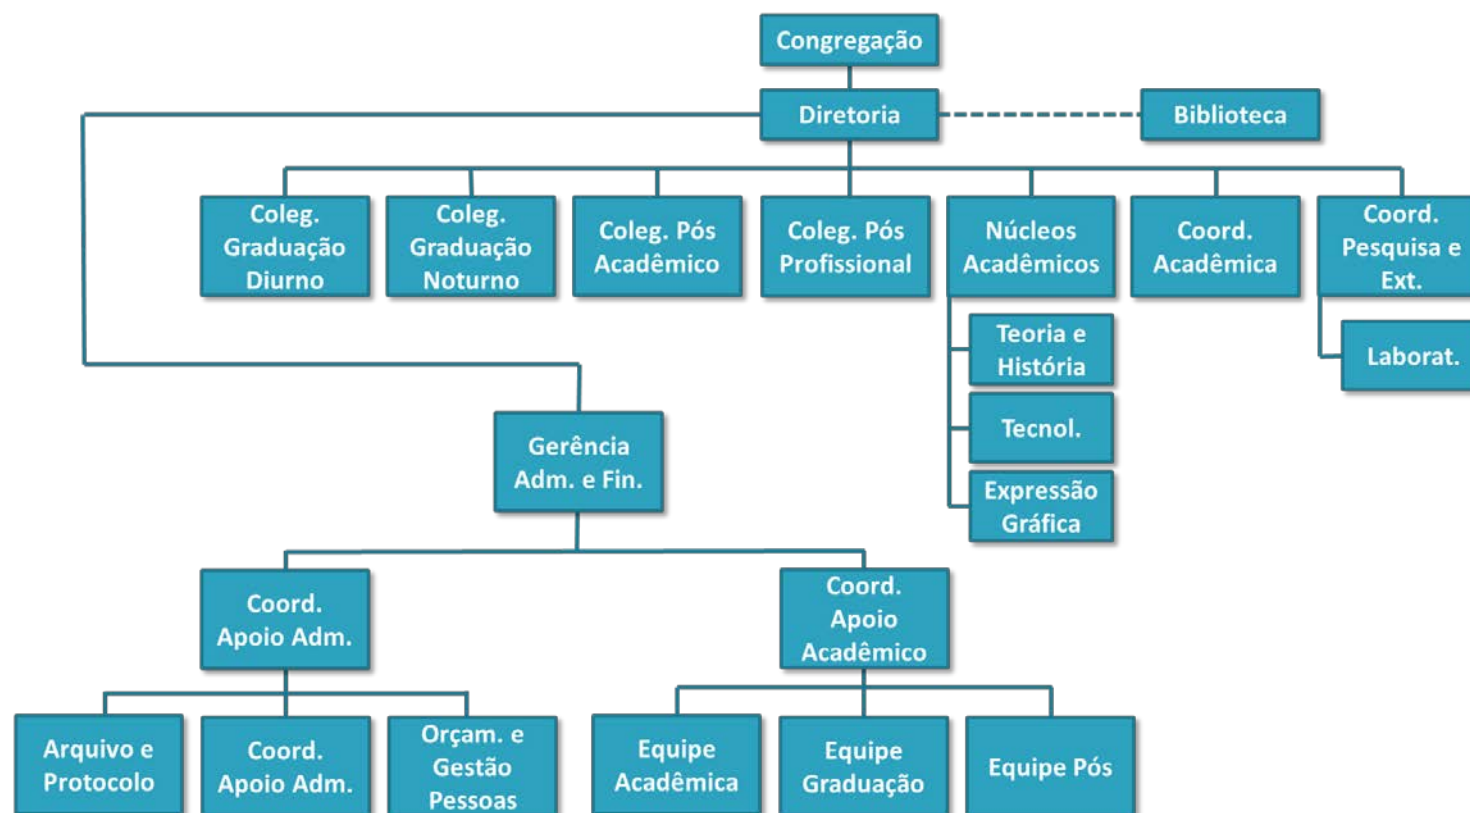 Congregação
Diretoria
Biblioteca
Coleg.
Graduação
Diurno
Coleg.
Graduação
Noturno
Coleg. Pós
Acadêmico
Coleg. Pós
Profissional
Núcleos
Acadêmicos
Coord.
Acadêmica
Coord.
Pesquisa e
Ext.
Teoria e
História
Tecnol.
Expressão
Gráfica
Laborat.
Gerência
Adm. e Fin.
Coord.
Apoio Adm.
Coord.
Apoio
Acadêmico
Arquivo e
Protocolo
Coord.
Apoio Adm.
Orçam. e
Gestão
Pessoas
Equipe
Acadêmica
Equipe
Graduação
Equipe Pós